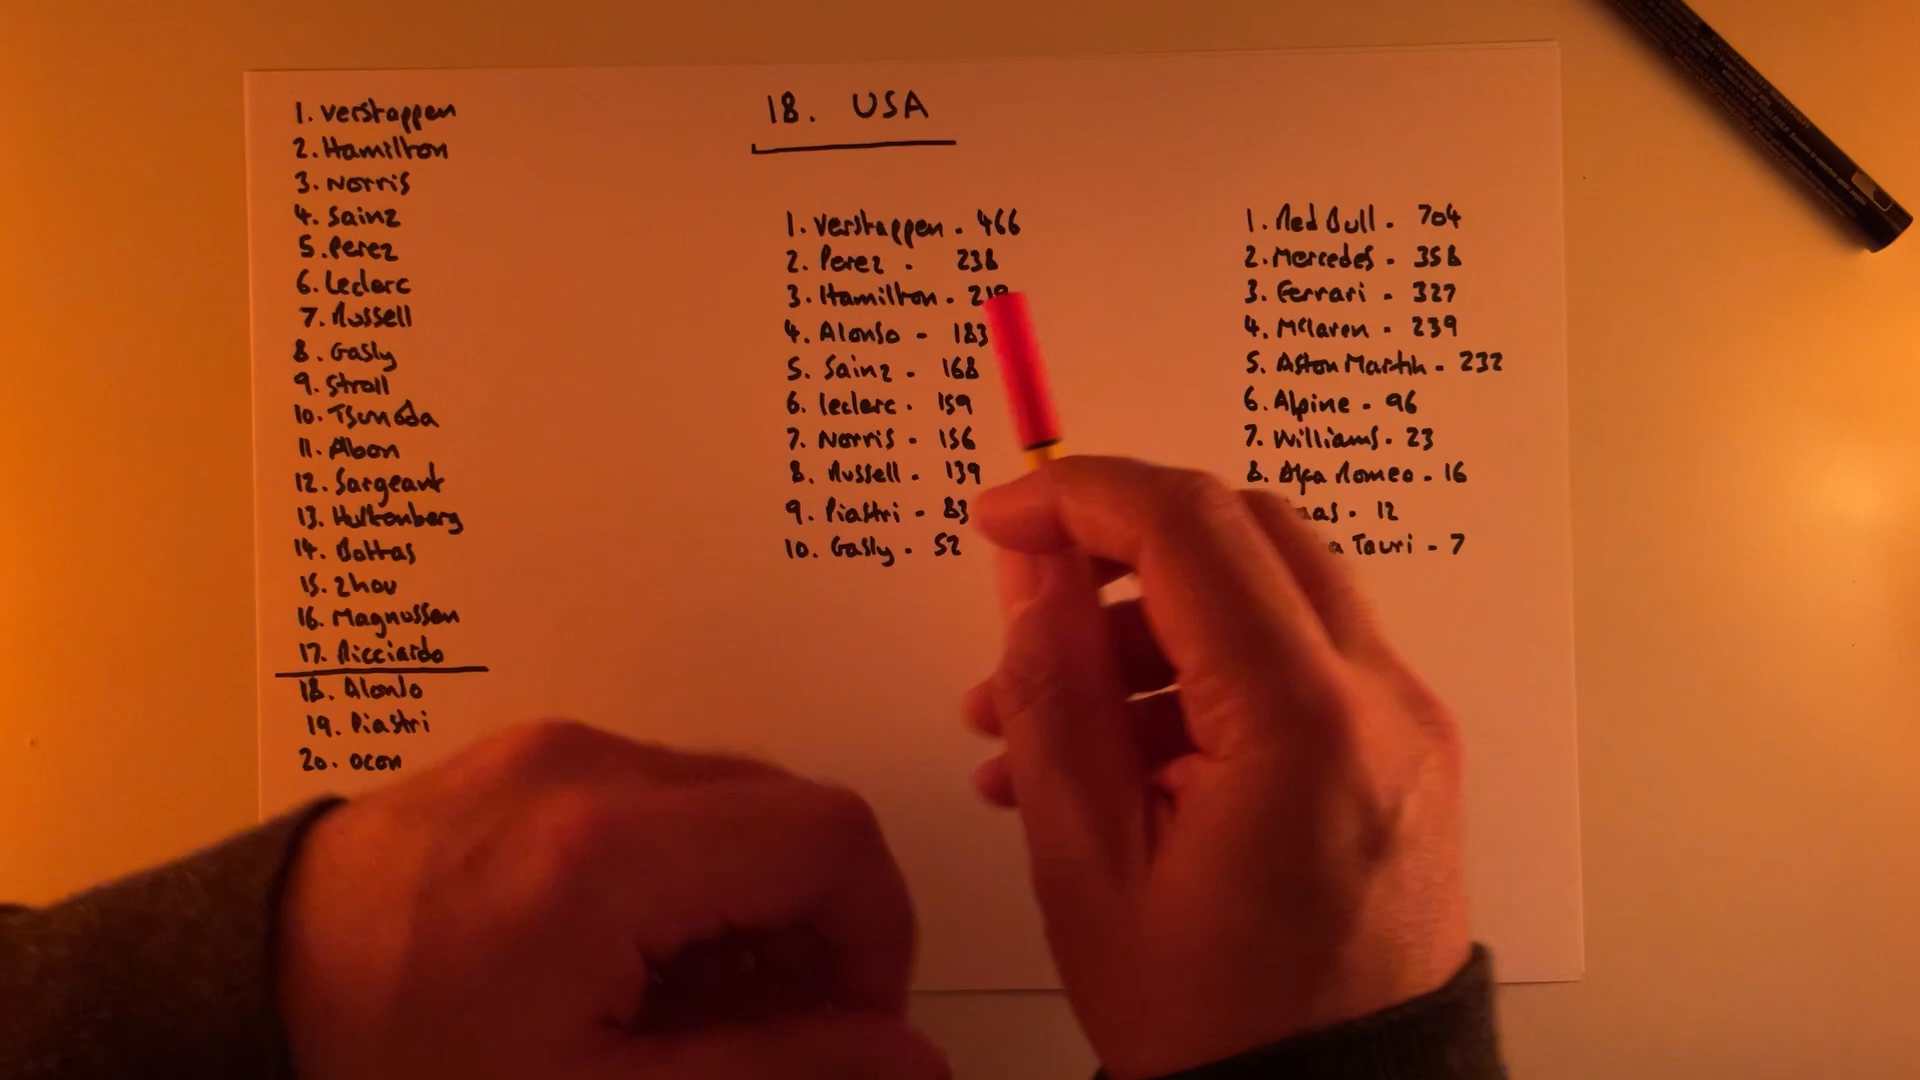 1. Verstappen
2. Hamilton
3. Norris
4. Sainz
5. Perez
6. Leclerc
7. Russell
8. Gasly
9. Stroll
10. Tsunoda
11. Albon
12. Sargeant
13. Hulkenberg
14. Bottas
15. Zhou
16. Magnussen
17. Ricciardo
18. Alonso
19. Piastri
20. Ocon
18. USA
1. Verstappen - 466
2. Perez - 238
3. Hamilton - 219
4. Alonso - 183
5. Sainz - 168
6. Leclerc - 159
7. Norris - 156
8. Russell - 139
9. Piastri - 83
10. Gasly - 52
1. Red Bull - 704
2. Mercedes - 358
3. Ferrari - 327
4. McLaren - 239
5. Aston Martin - 232
6. Alpine - 96
7. Williams - 23
8. Alfa Romeo - 16
aas - 12
a Tauri - 7